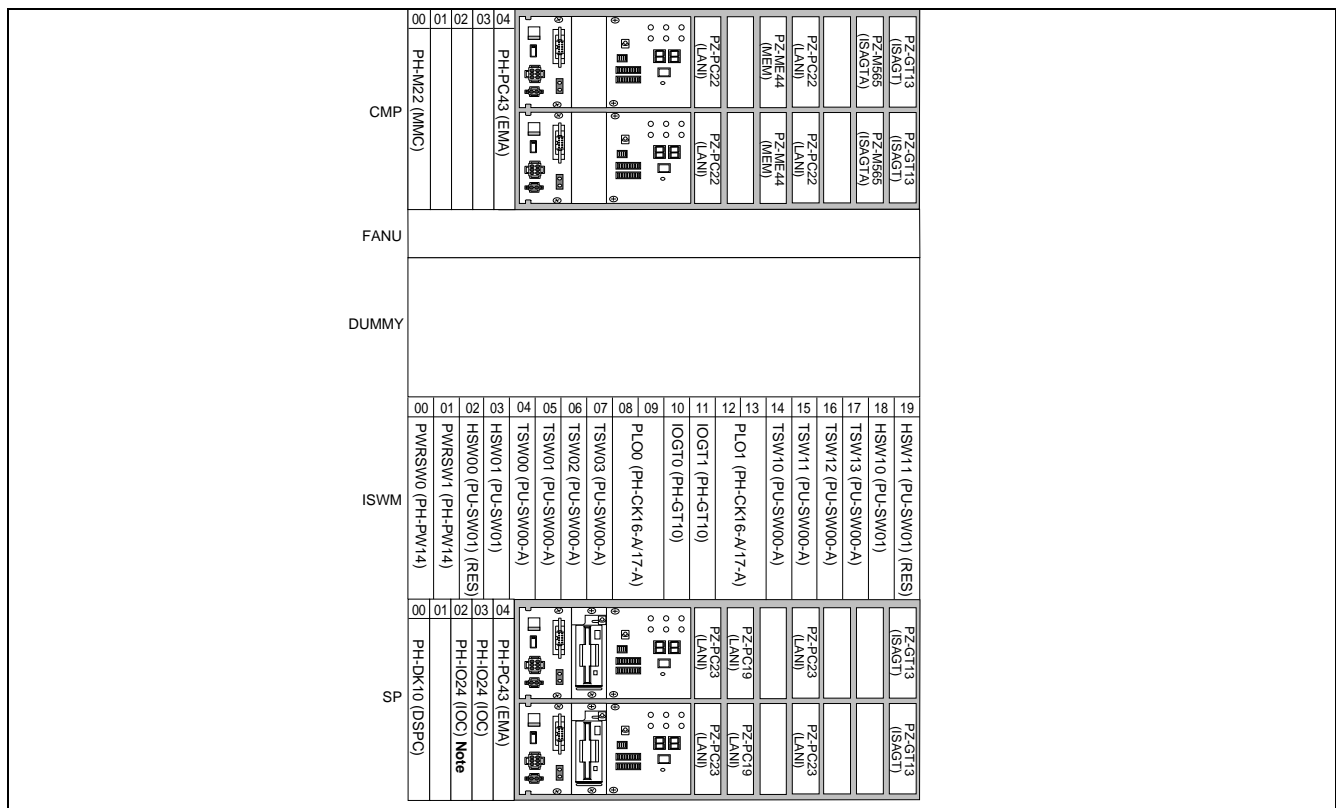 00 01 02 03 04
CMP
PH-M22 (MMC)
PH-PC43 (EMA)
PZ-PC22
(LANI)
PZ-ME44
(MEM)
PZ-PC22
(LANI)
PZ-M565
(ISAGTA)
PZ-GT13
(ISAGT)
PZ-PC22
(LANI)
PZ-ME44
(MEM)
PZ-PC22
(LANI)
PZ-M565
(ISAGTA)
PZ-GT13
(ISAGT)
FANU
DUMMY
00 01 02 03 04 05 06 07 08 09 10 11 12 13 14 15 16 17 18 19
ISWM
PWRSW0 (PH-PW14)
PWRSW1 (PH-PW14)
HSW00 (PU-SW01) (RES)
HSW01 (PU-SW01)
TSW00 (PU-SW00-A)
TSW01 (PU-SW00-A)
TSW02 (PU-SW00-A)
TSW03 (PU-SW00-A)
PLO0 (PH-CK16-A/17-A)
IOGT0 (PH-GT10)
IOGT1 (PH-GT10)
PLO1 (PH-CK16-A/17-A)
TSW10 (PU-SW00-A)
TSW11 (PU-SW00-A)
TSW12 (PU-SW00-A)
TSW13 (PU-SW00-A)
HSW10 (PU-SW01)
HSW11 (PU-SW01) (RES)
00 01 02 03 04
SP
PH-DK10 (DSPC)
PH-IO24 (IOC) Note
PH-IO24 (IOC)
PH-PC43 (EMA)
PZ-PC23
(LANI)
PZ-PC19
(LANI)
PZ-PC23
(LANI)
PZ-GT13
(ISAGT)
PZ-PC23
(LANI)
PZ-PC19
(LANI)
PZ-PC23
(LANI)
PZ-GT13
(ISAGT)